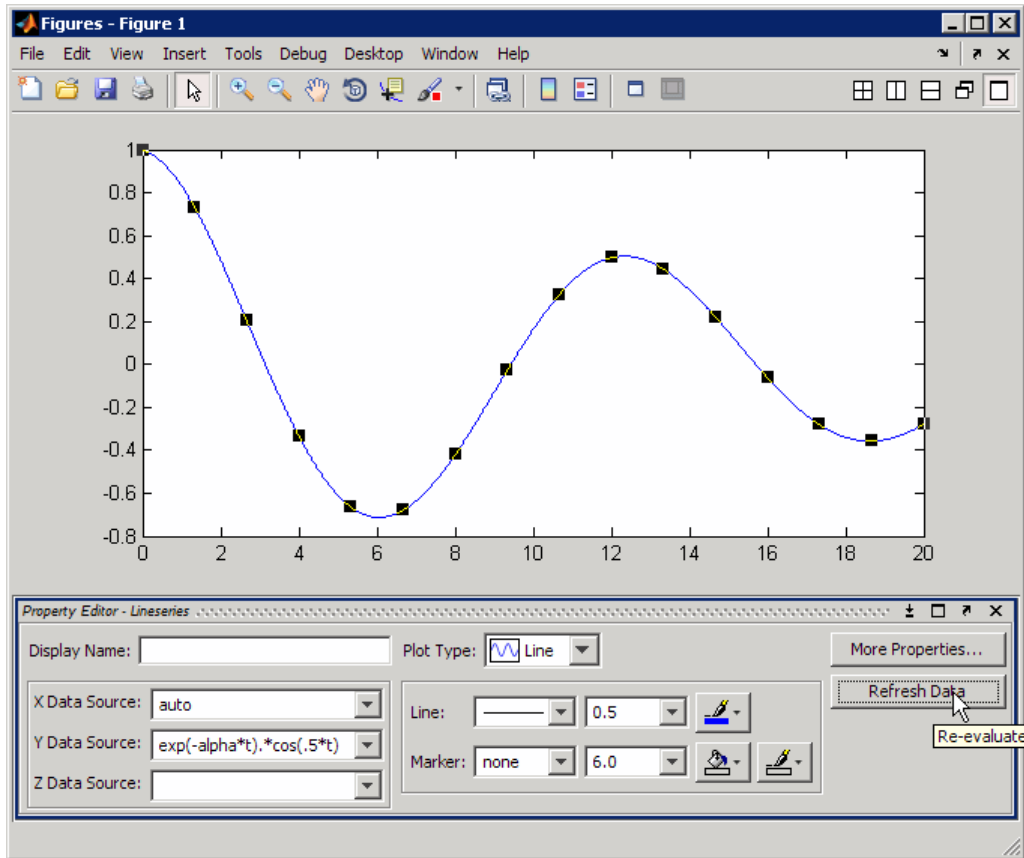 Figures - Figure 1
File Edit View Insert Tools Debug Desktop Window Help
1
0.8
0.6
0.4
0.2
0
-0.2
-0.4
-0.6
-0.8
0 2 4 6 8 10 12 14 16 18 20
Property Editor - Lineseries
Display Name:
Plot Type: Line
More Properties...
X Data Source: auto
Y Data Source: exp(-alpha*t).*cos(.5*t)
Z Data Source:
Line: 0.5
Marker: none 6.0
Refresh Data
Re-evaluate